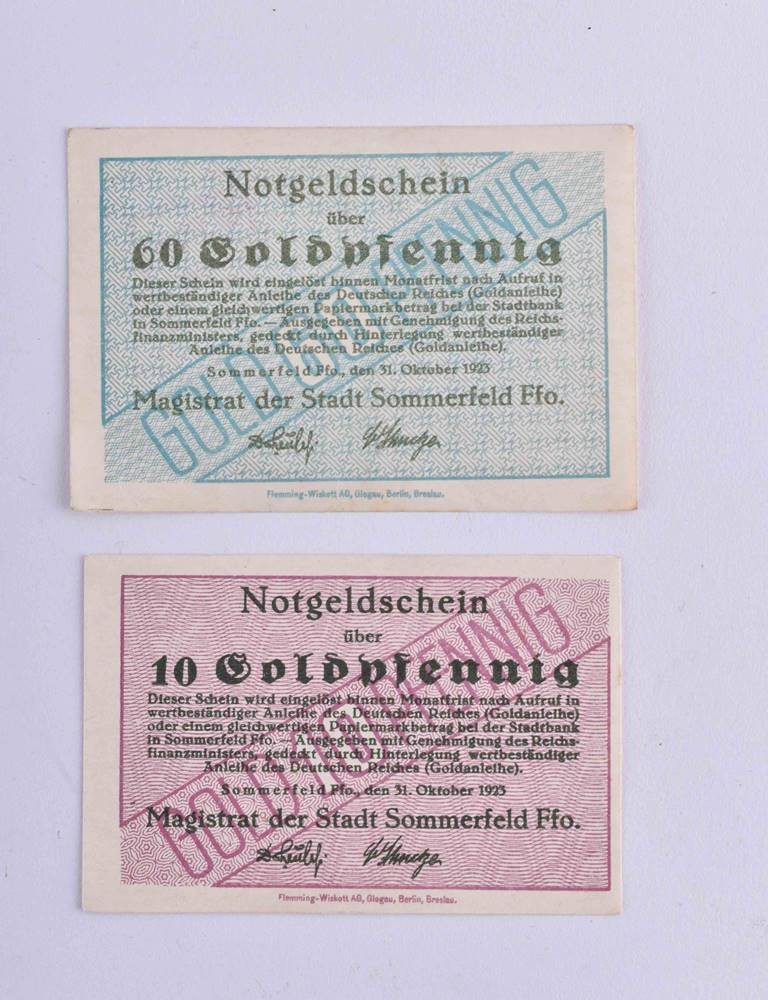 Notgeldschein
über
60 Goldpfennig
Dieser Schein wird eingelöst binnen Monatfrist nach Aufruf in
wertbeständiger Anleihe des Deutschen Reiches (Goldanleihe)
oder einem gleichwertigen Papiermarkbetrag bei der Stadtbank
in Sommerfeld Ffo. — Ausgegeben mit Genehmigung des Reichs-
finanzministers, gedeckt durch Hinterlegung wertbeständiger
Anleihe des Deutschen Reiches (Goldanleihe).
Sommerfeld Ffo., den 31. Oktober 1923
Magistrat der Stadt Sommerfeld Ffo.
Flemming-Wiskott AG, Glogau, Berlin, Breslau.
Notgeldschein
über
10 Goldpfennig
Dieser Schein wird eingelöst binnen Monatfrist nach Aufruf in
wertbeständiger Anleihe des Deutschen Reiches (Goldanleihe)
oder einem gleichwertigen Papiermarkbetrag bei der Stadtbank
in Sommerfeld Ffo. — Ausgegeben mit Genehmigung des Reichs-
finanzministers, gedeckt durch Hinterlegung wertbeständiger
Anleihe des Deutschen Reiches (Goldanleihe).
Sommerfeld Ffo., den 31. Oktober 1923
Magistrat der Stadt Sommerfeld Ffo.
Flemming-Wiskott AG, Glogau, Berlin, Breslau.